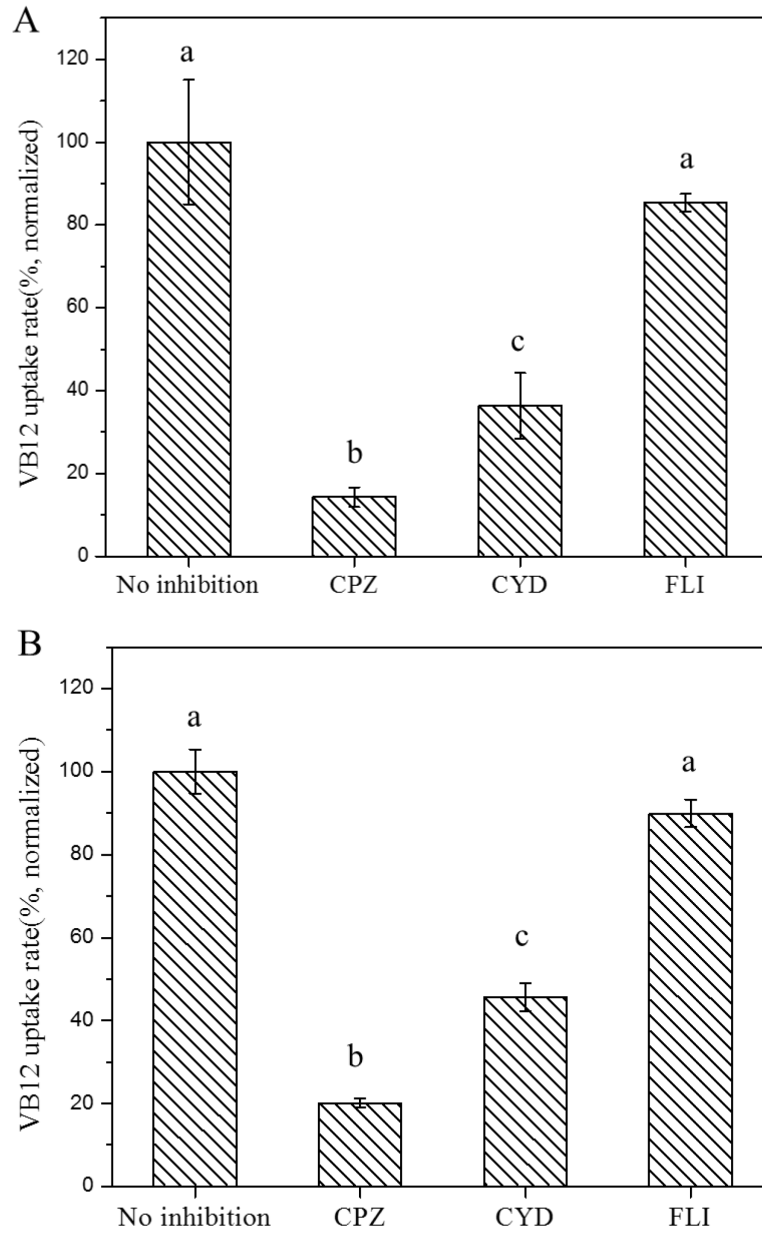 A
VB12 uptake rate(%, normalized)
120
100
80
60
40
20
0
a
b
c
a
No inhibition CPZ CYD FLI
B
VB12 uptake rate(%, normalized)
120
100
80
60
40
20
0
a
b
c
a
No inhibition CPZ CYD FLI